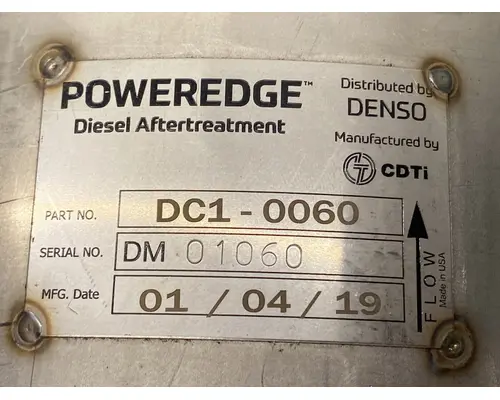 POWEREDGE™
Diesel Aftertreatment
Distributed by
DENSO
Manufactured by
CDTi
PART NO. DC1-0060
SERIAL NO. DM 01060
MFG. Date 01 / 04 / 19
FLOW
Made in USA